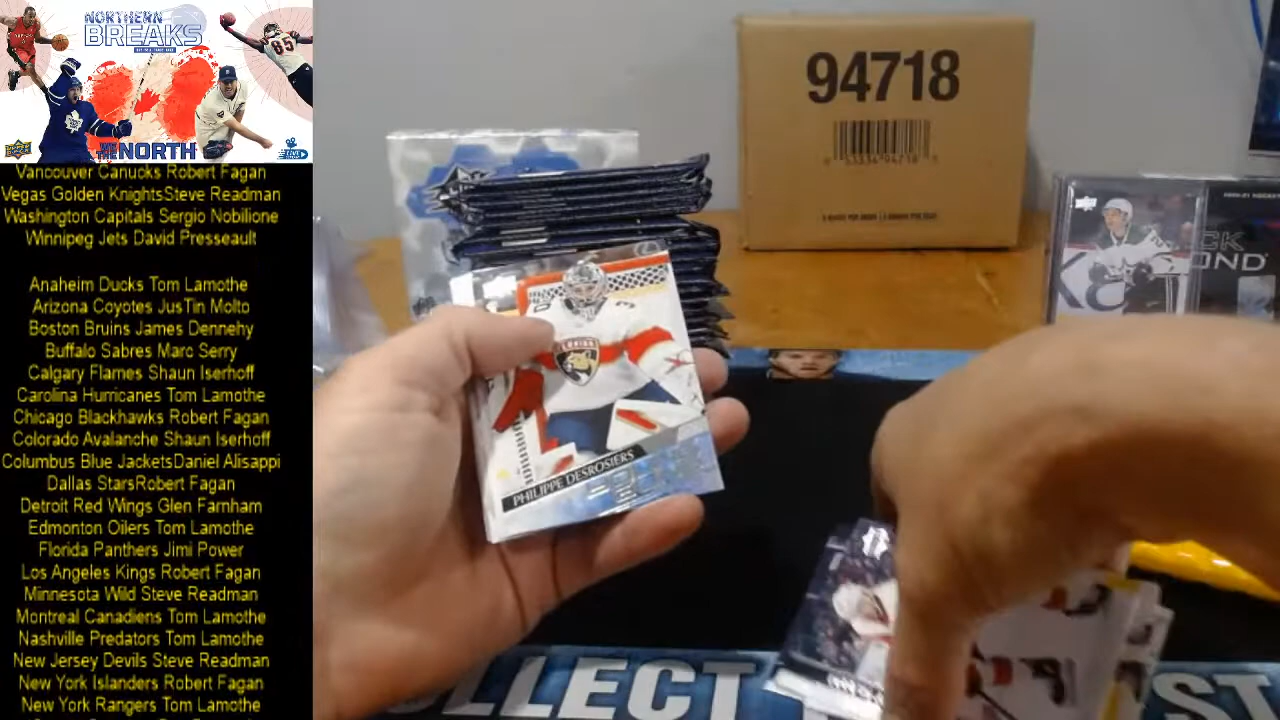 NORTHERN
BREAKS
85
THE NORTH
LIVE
Vancouver Canucks Robert Fagan
Vegas Golden KnightsSteve Readman
Washington Capitals Sergio Nobilione
Winnipeg Jets David Presseault
Anaheim Ducks Tom Lamothe
Arizona Coyotes JusTin Molto
Boston Bruins James Dennehy
Buffalo Sabres Marc Serry
Calgary Flames Shaun Iserhoff
Carolina Hurricanes Tom Lamothe
Chicago Blackhawks Robert Fagan
Colorado Avalanche Shaun Iserhoff
Columbus Blue JacketsDaniel Alisappi
Dallas StarsRobert Fagan
Detroit Red Wings Glen Farnham
Edmonton Oilers Tom Lamothe
Florida Panthers Jimi Power
Los Angeles Kings Robert Fagan
Minnesota Wild Steve Readman
Montreal Canadiens Tom Lamothe
Nashville Predators Tom Lamothe
New Jersey Devils Steve Readman
New York Islanders Robert Fagan
New York Rangers Tom Lamothe
94718
PHILIPPE DESROSIERS